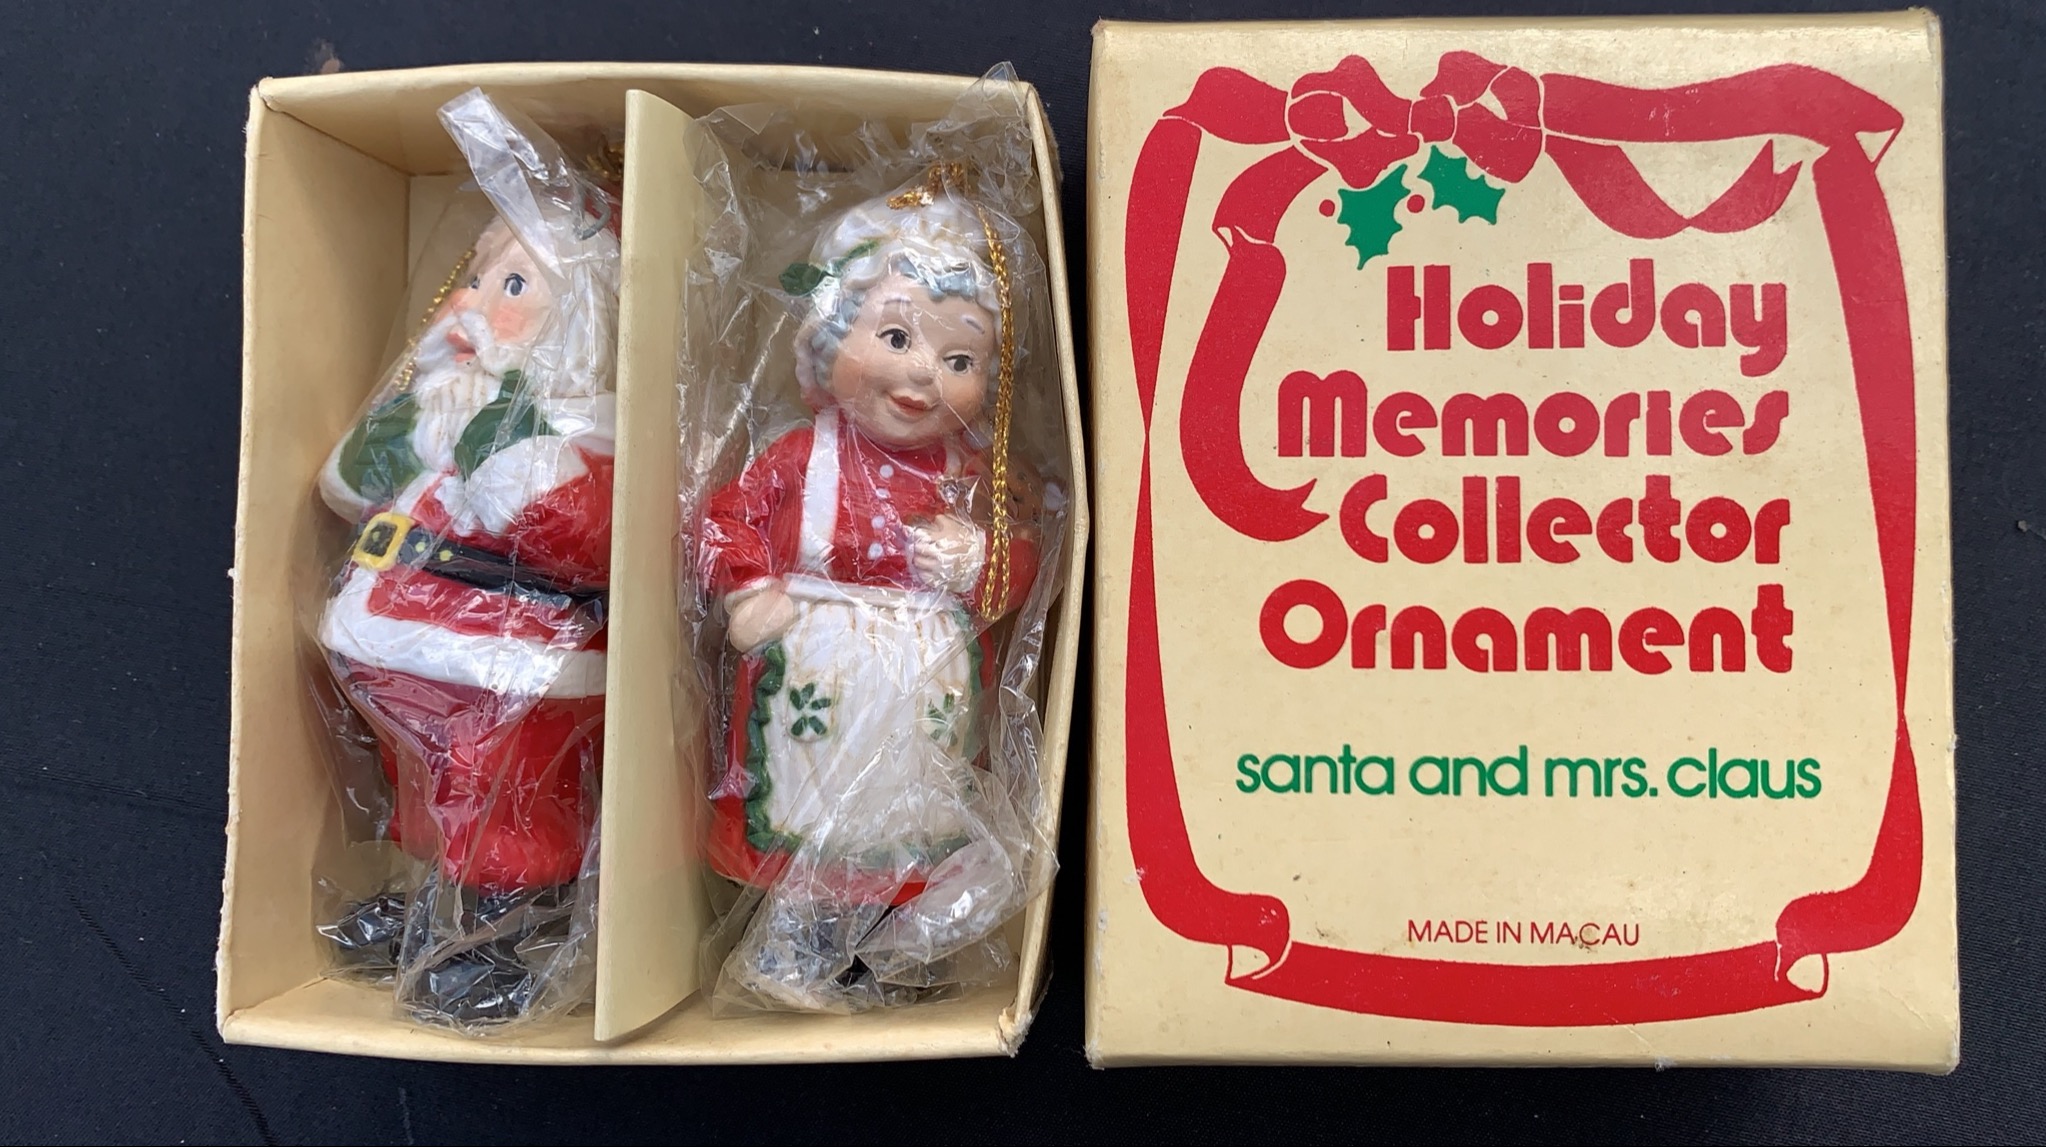 Holiday
Memories
Collector
Ornament
santa and mrs. claus
MADE IN MACAU